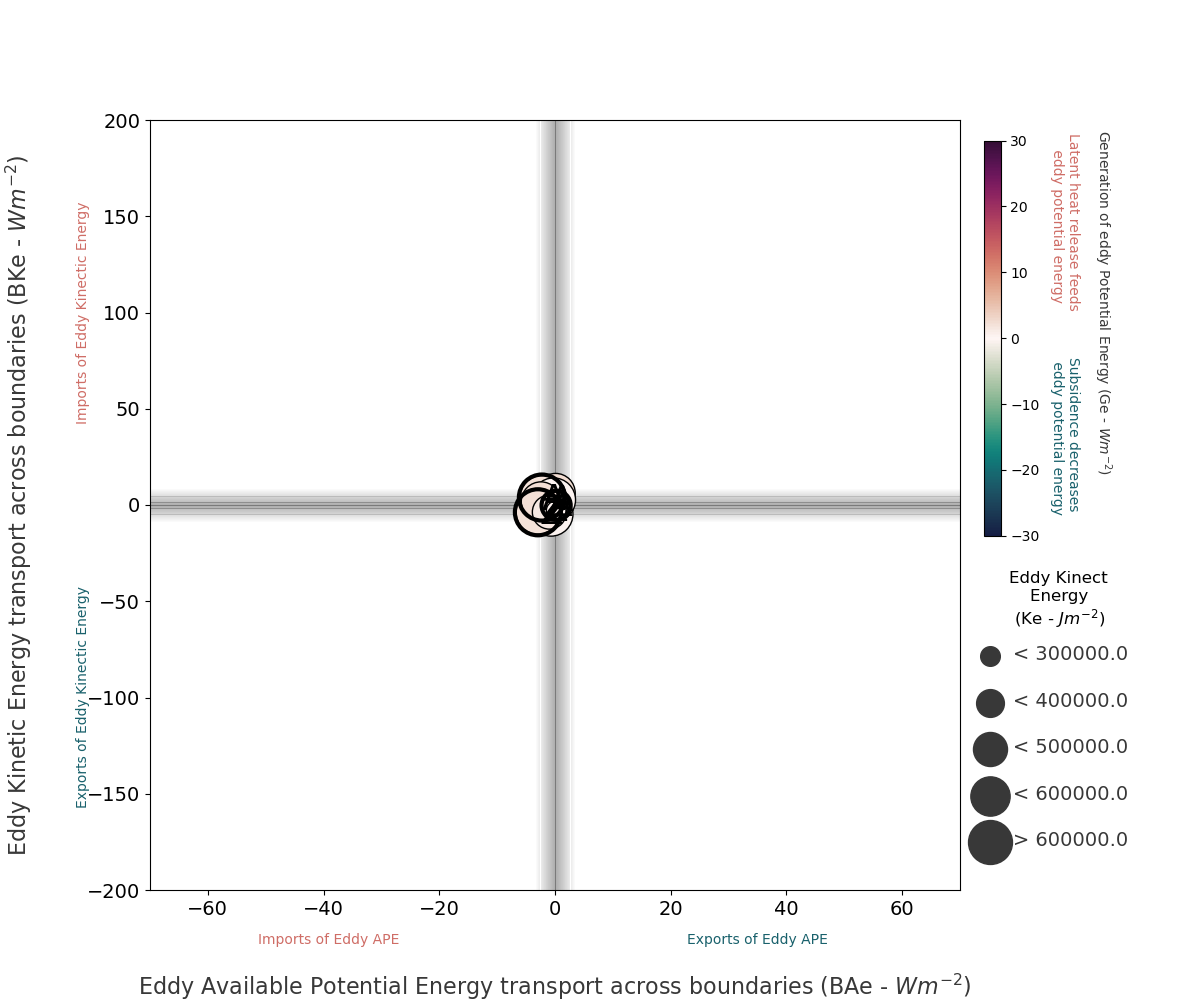 Eddy Kinetic Energy transport across boundaries (BKe - Wm⁻²)
Imports of Eddy Kinectic Energy
Exports of Eddy Kinectic Energy
200
150
100
50
0
−50
−100
−150
−200
−60
−40
−20
0
20
40
60
Imports of Eddy APE
Exports of Eddy APE
Eddy Available Potential Energy transport across boundaries (BAe - Wm⁻²)
30
20
10
0
−10
−20
−30
Latent heat release feeds
eddy potential energy
Subsidence decreases
eddy potential energy
Generation of eddy Potential Energy (Ge - Wm⁻²)
Eddy Kinect
Energy
(Ke - Jm⁻²)
< 300000.0
< 400000.0
< 500000.0
< 600000.0
> 600000.0